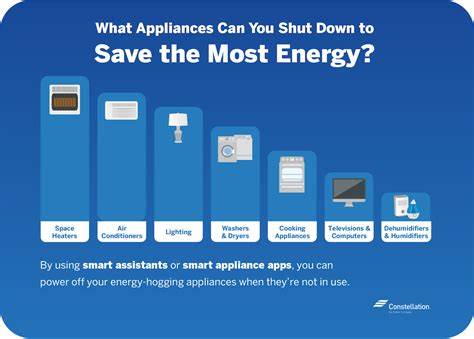 What Appliances Can You Shut Down to
Save the Most Energy?
Space
Heaters
Air
Conditioners
Lighting
Washers
& Dryers
Cooking
Appliances
Televisions &
Computers
Dehumidifiers
& Humidifiers
By using smart assistants or smart appliance apps, you can
power off your energy-hogging appliances when they're not in use.
Constellation